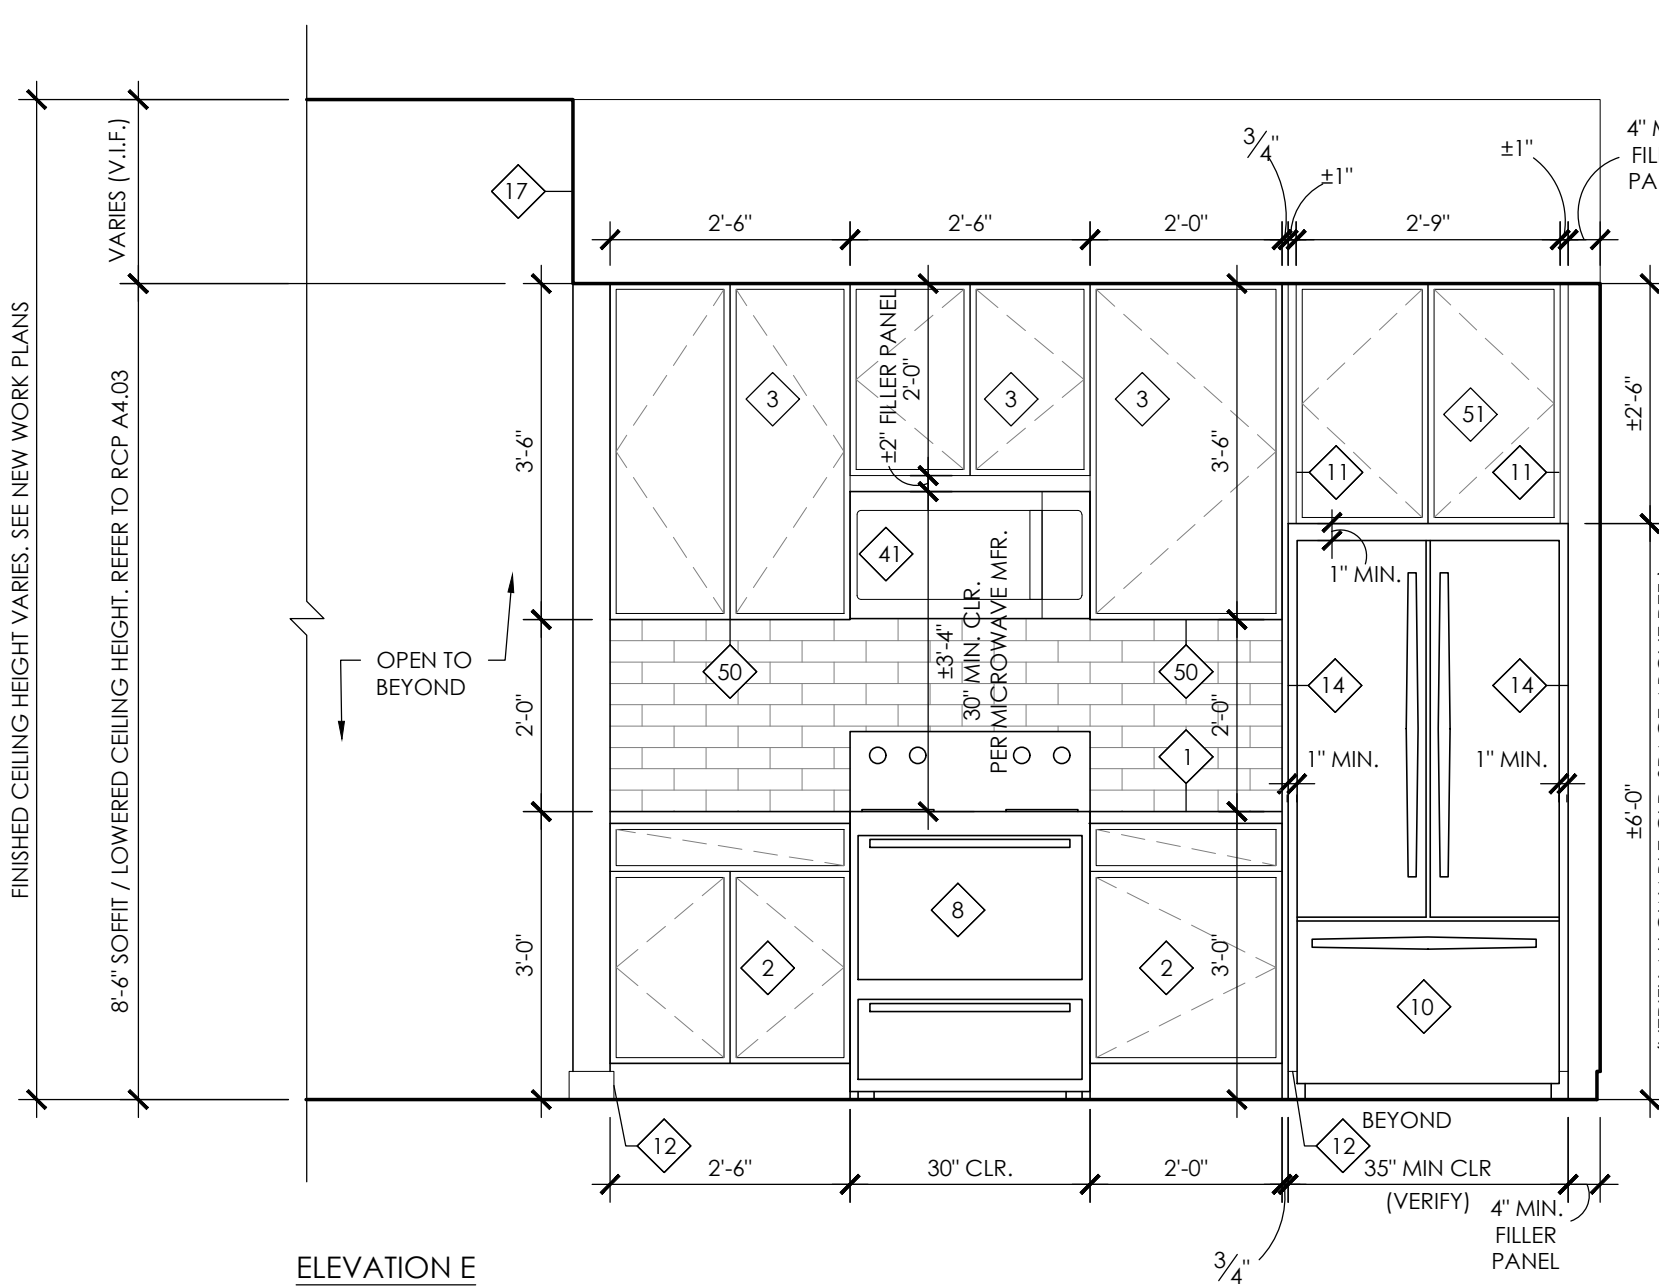 3/4"
±1"
±1"
4"
17
2'-6"
2'-6"
2'-0"
2'-9"
VARIES (V.I.F.)
FINISHED CEILING HEIGHT VARIES. SEE NEW WORK PLANS
8'-6" SOFFIT / LOWERED CEILING HEIGHT. REFER TO RCP A4.03
3'-6"
3
±2" FILLER PANEL
2'-0"
3
3
3'-6"
51
11
11
±2'-6"
41
1" MIN.
OPEN TO
BEYOND
50
±3'-4"
30" MIN. CLR.
PER MICROWAVE MFR.
50
14
14
2'-0"
2'-0"
1
1" MIN.
1" MIN.
±6'-0"
8
3'-0"
2
2
3'-0"
10
12
BEYOND
12
2'-6"
30" CLR.
2'-0"
35" MIN CLR
(VERIFY)
4" MIN.
FILLER
PANEL
3/4"
ELEVATION E